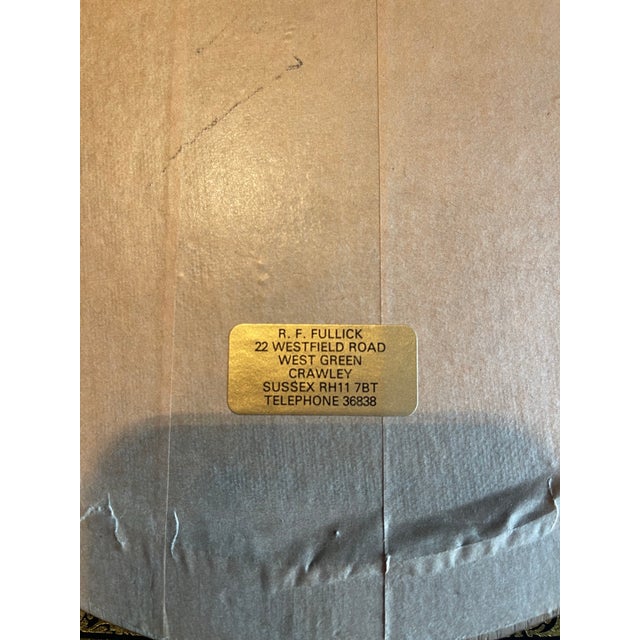 R. F. FULLICK
22 WESTFIELD ROAD
WEST GREEN
CRAWLEY
SUSSEX RH11 7BT
TELEPHONE 36838